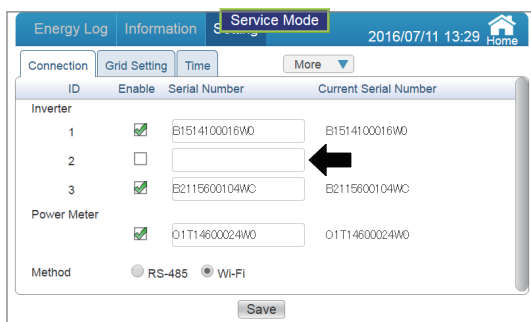 Service Mode
Energy Log Information 2016/07/11 13:29 Home
Connection Grid Setting Time More
ID Enable Serial Number Current Serial Number
Inverter
1 B1514100016W0 B1514100016W0
2
3 B2115600104WC B2115600104WC
Power Meter
O1T14600024W0 O1T14600024W0
Method RS-485 Wi-Fi
Save